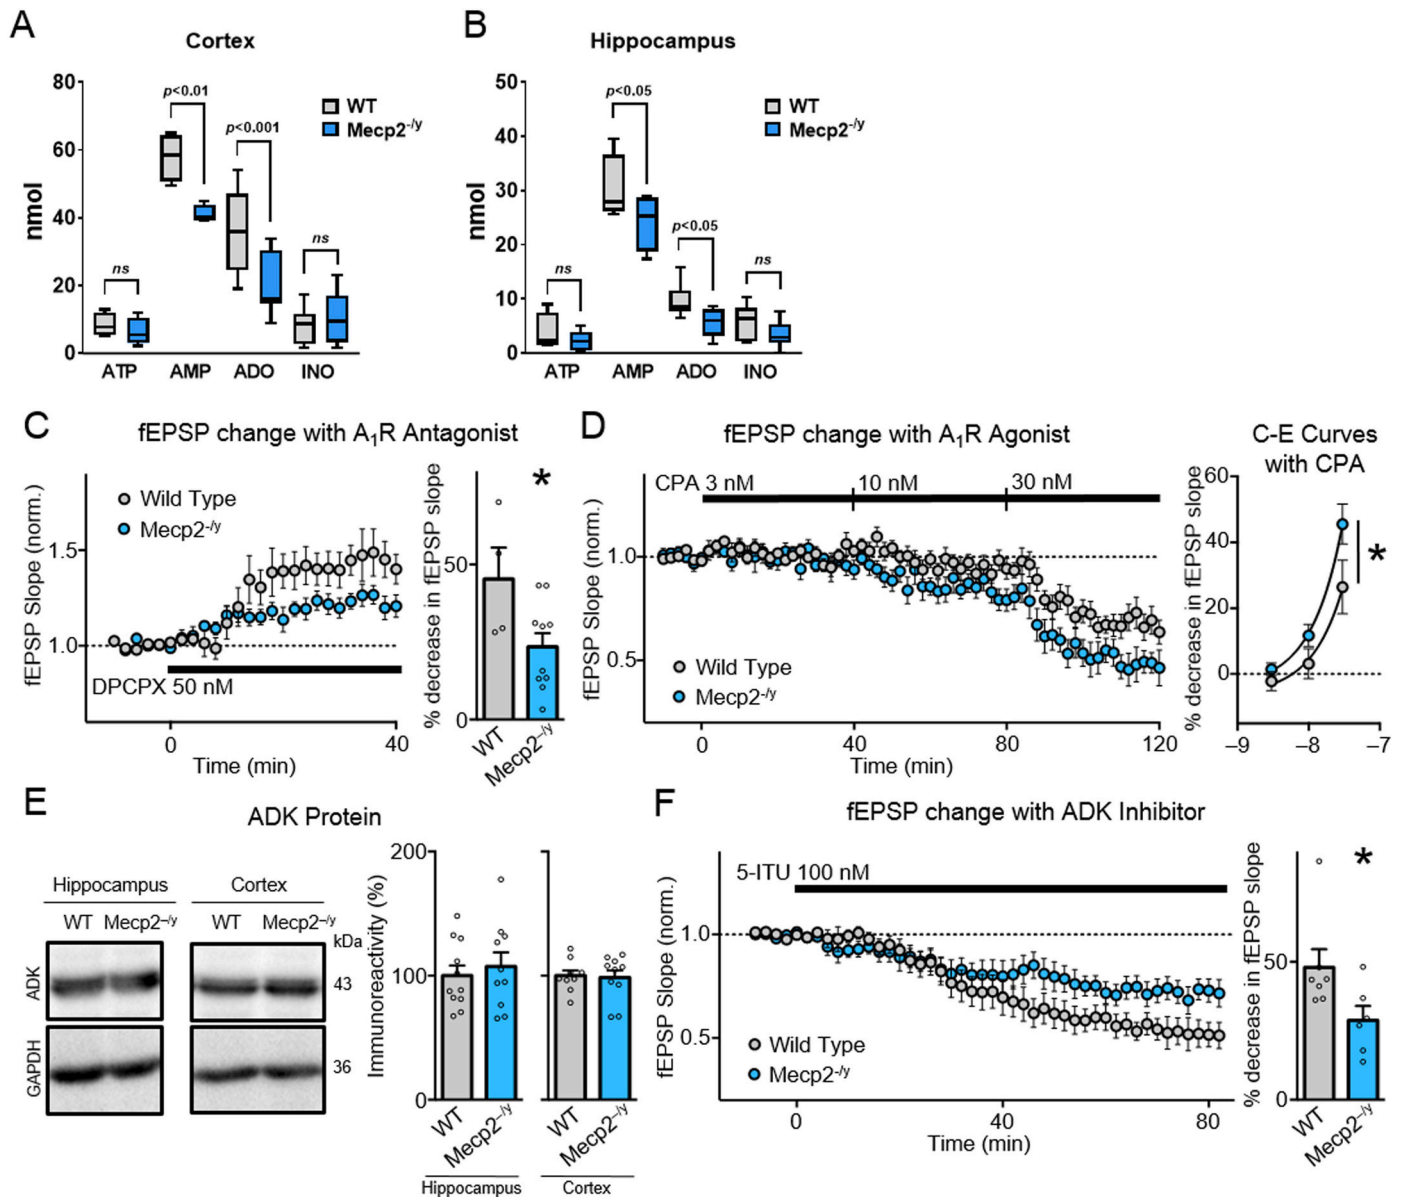 A
Cortex
80
60
40
20
0
nmol
p<0.01
p<0.001
ns
ns
WT
Mecp2-/y
ATP AMP ADO INO
B
Hippocampus
50
40
30
20
10
0
nmol
p<0.05
p<0.05
ns
ns
WT
Mecp2-/y
ATP AMP ADO INO
C
fEPSP change with A1R Antagonist
fEPSP Slope (norm.)
1.5
1.0
Wild Type
Mecp2-/y
DPCPX 50 nM
0 40
Time (min)
% decrease in fEPSP slope
50
0
*
WT
Mecp2-/y
D
fEPSP change with A1R Agonist
CPA 3 nM 10 nM 30 nM
fEPSP Slope (norm.)
1.0
0.5
Wild Type
Mecp2-/y
0 40 80 120
Time (min)
C-E Curves
with CPA
% decrease in fEPSP slope
60
40
20
0
*
–9 –8 –7
E
ADK Protein
Hippocampus Cortex
WT Mecp2–/y WT Mecp2–/y
kDa
ADK
43
GAPDH
36
Immunoreactivity (%)
200
100
0
WT
Mecp2–/y
WT
Mecp2–/y
Hippocampus Cortex
F
fEPSP change with ADK Inhibitor
5-ITU 100 nM
fEPSP Slope (norm.)
1.0
0.5
Wild Type
Mecp2-/y
0 40 80
Time (min)
% decrease in fEPSP slope
50
0
*
WT
Mecp2–/y